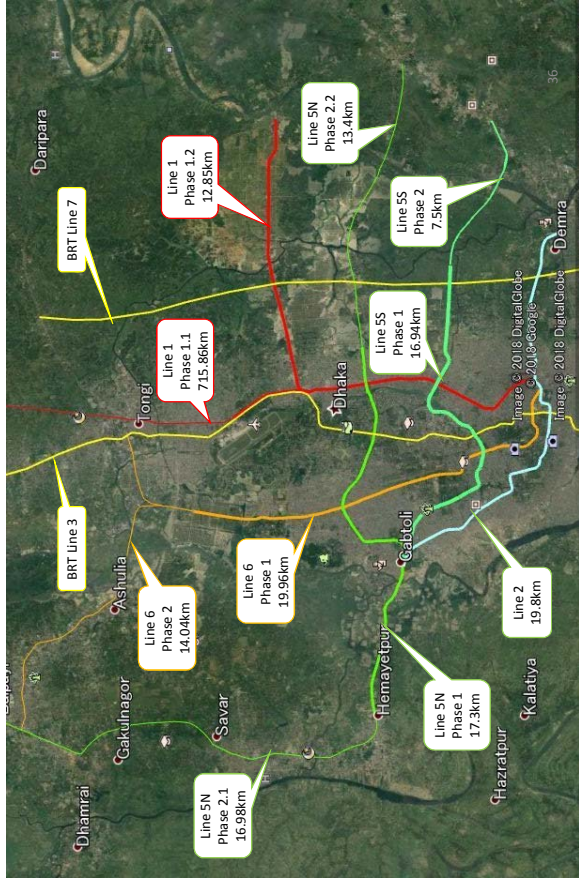 Daripara
BRT Line 7
BRT Line 3
Tongi
Ashulia
Gakulnagor
Dhamrai
Line 1
Phase 1.2
12.85km
Line 1
Phase 1.1
715.86km
Line 6
Phase 2
14.04km
Savar
Line 5N
Phase 2.1
16.98km
Line 6
Phase 1
19.96km
Line 5N
Phase 2.2
13.4km
Dhaka
Line 5S
Phase 1
16.94km
Line 5S
Phase 2
7.5km
Gabtoli
Hemayetpur
Line 5N
Phase 1
17.3km
Line 2
19.8km
Hazratpur
Kalatiya
Demra
Image © 2018 DigitalGlobe
© 2018 Google
Image © 2018 DigitalGlobe
36